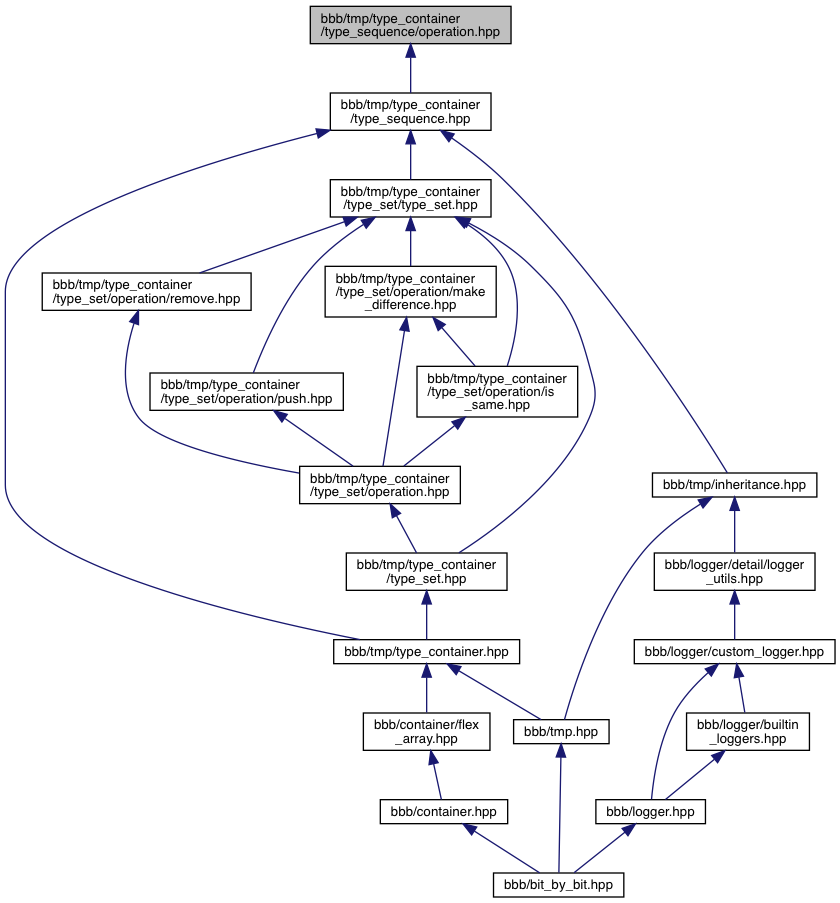 bbb/tmp/type_container
/type_sequence/operation.hpp
bbb/tmp/type_container
/type_sequence.hpp
bbb/tmp/type_container
/type_set/type_set.hpp
bbb/tmp/type_container
/type_set/operation/remove.hpp
bbb/tmp/type_container
/type_set/operation/make
_difference.hpp
bbb/tmp/type_container
/type_set/operation/push.hpp
bbb/tmp/type_container
/type_set/operation/is
_same.hpp
bbb/tmp/type_container
/type_set/operation.hpp
bbb/tmp/inheritance.hpp
bbb/tmp/type_container
/type_set.hpp
bbb/logger/detail/logger
_utils.hpp
bbb/tmp/type_container.hpp
bbb/logger/custom_logger.hpp
bbb/container/flex
_array.hpp
bbb/tmp.hpp
bbb/logger/builtin
_loggers.hpp
bbb/container.hpp
bbb/logger.hpp
bbb/bit_by_bit.hpp